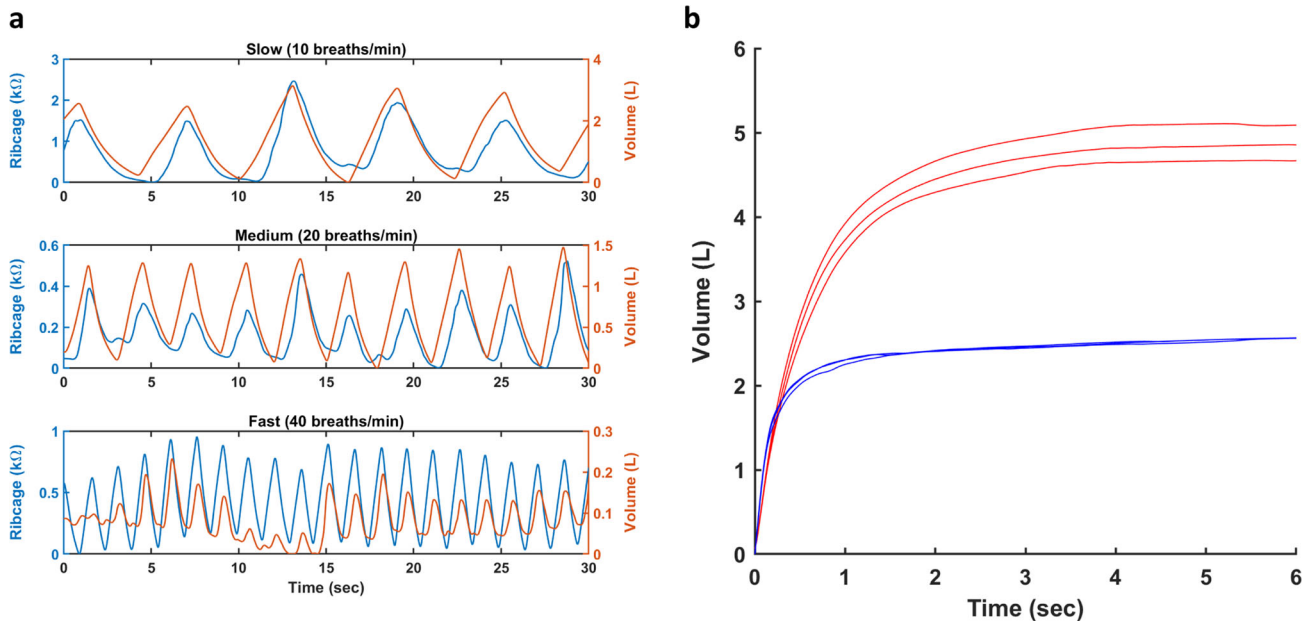 a
Slow (10 breaths/min)
Ribcage (kΩ)
3
2
1
0
Volume (L)
4
2
0
0 5 10 15 20 25 30
Medium (20 breaths/min)
Ribcage (kΩ)
0.6
0.4
0.2
0
Volume (L)
1.5
1
0.5
0
0 5 10 15 20 25 30
Fast (40 breaths/min)
Ribcage (kΩ)
1
0.5
0
Volume (L)
0.3
0.2
0.1
0
0 5 10 15 20 25 30
Time (sec)
b
Volume (L)
6
5
4
3
2
1
0
0 1 2 3 4 5 6
Time (sec)